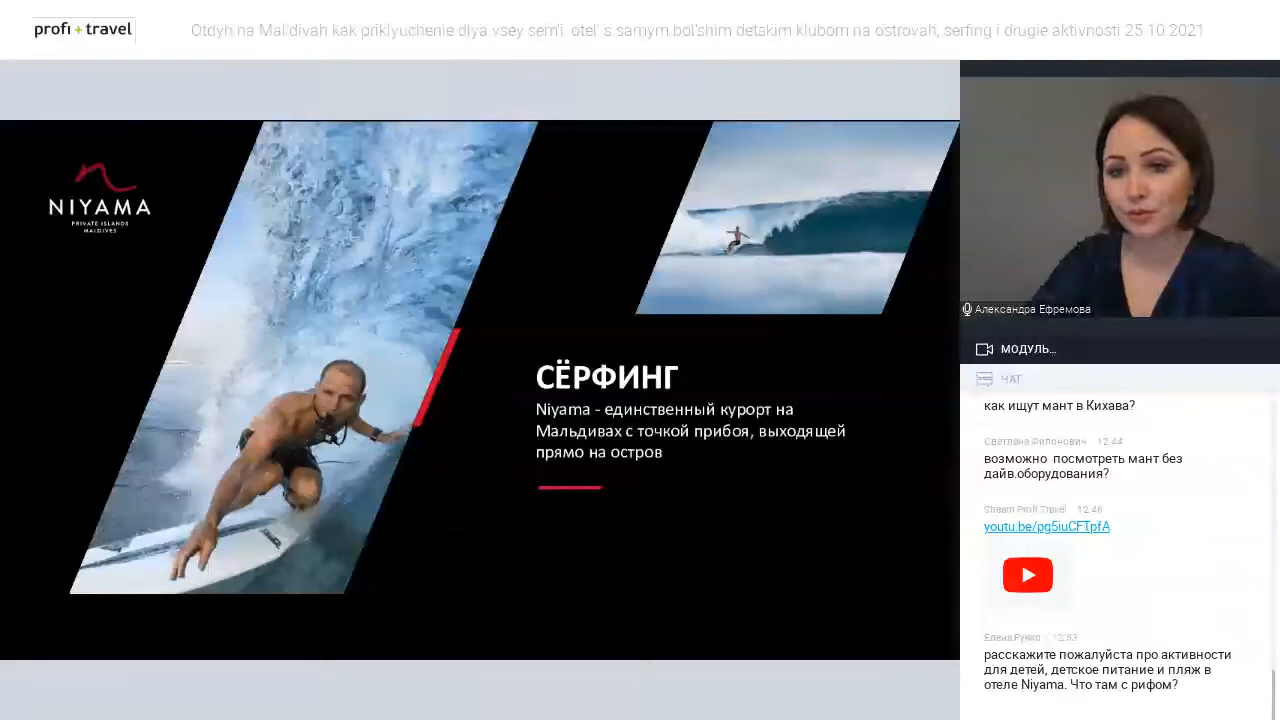 profi + travel
Otdyh na Mal'divah kak priklyuchenie dlya vsey sem'i otel' s samym bol'shim detskim klubom na ostrovah, serfing i drugie aktivnosti 25 10 2021
NIYAMA
PRIVATE ISLANDS
MALDIVES
СЁРФИНГ
Niyama - единственный курорт на
Мальдивах с точкой прибоя, выходящей
прямо на остров
Александра Ефремова
МОДУЛЬ...
ЧАТ
как ищут мант в Кихава?
Светлана Филонович 12:44
возможно посмотреть мант без
дайв.оборудования?
Stream Profi.Travel 12:46
youtu.be/pg5iuCFTpfA
Елена Ручко 12:53
расскажите пожалуйста про активности
для детей, детское питание и пляж в
отеле Niyama. Что там с рифом?